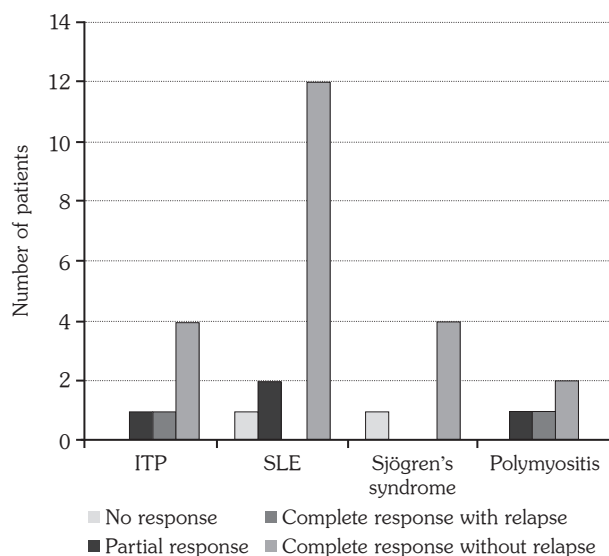 Number of patients
14
12
10
8
6
4
2
0
ITP SLE Sjögren's syndrome Polymyositis
No response Complete response with relapse
Partial response Complete response without relapse